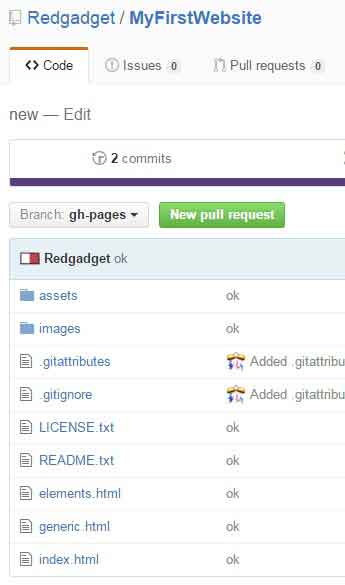 Redgadget / MyFirstWebsite
Code Issues 0 Pull requests 0
new — Edit
2 commits
Branch: gh-pages New pull request
Redgadget ok
assets ok
images ok
.gitattributes Added .gitattribu
.gitignore Added .gitattribu
LICENSE.txt ok
README.txt ok
elements.html ok
generic.html ok
index.html ok